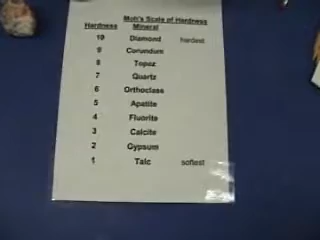 Moh's Scale of Hardness
Hardness Mineral
10 Diamond hardest
9 Corundum
8 Topaz
7 Quartz
6 Orthoclase
5 Apatite
4 Fluorite
3 Calcite
2 Gypsum
1 Talc softest